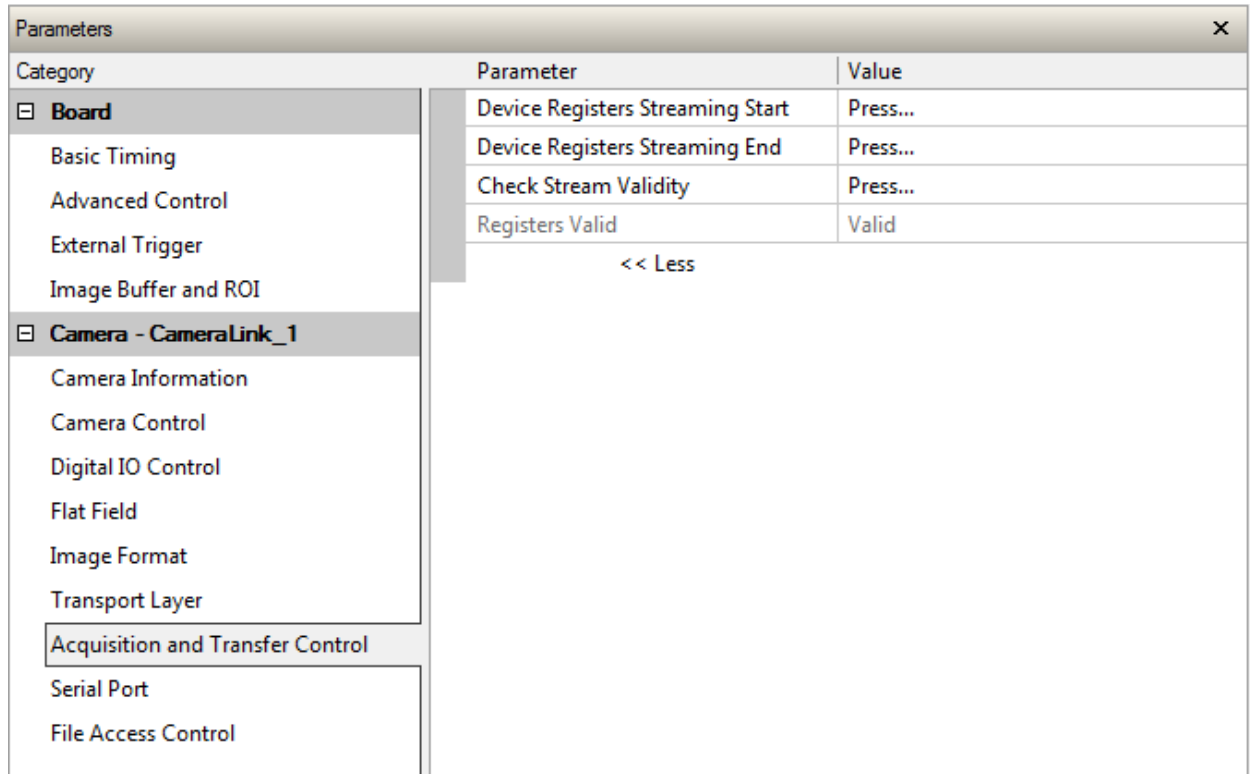 Parameters
Category Parameter Value
Board
Basic Timing
Advanced Control
External Trigger
Image Buffer and ROI
Camera - CameraLink_1
Camera Information
Camera Control
Digital IO Control
Flat Field
Image Format
Transport Layer
Acquisition and Transfer Control
Serial Port
File Access Control
Device Registers Streaming Start Press...
Device Registers Streaming End Press...
Check Stream Validity Press...
Registers Valid Valid
<< Less